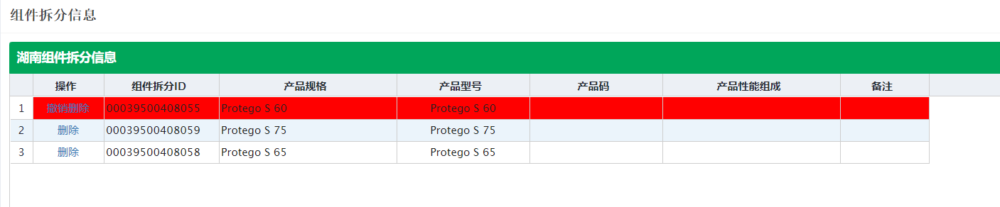 组件拆分信息
湖南组件拆分信息
操作 组件拆分ID 产品规格 产品型号 产品码 产品性能组成 备注
1 撤销删除 00039500408055 Protego S 60 Protego S 60
2 删除 00039500408059 Protego S 75 Protego S 75
3 删除 00039500408058 Protego S 65 Protego S 65